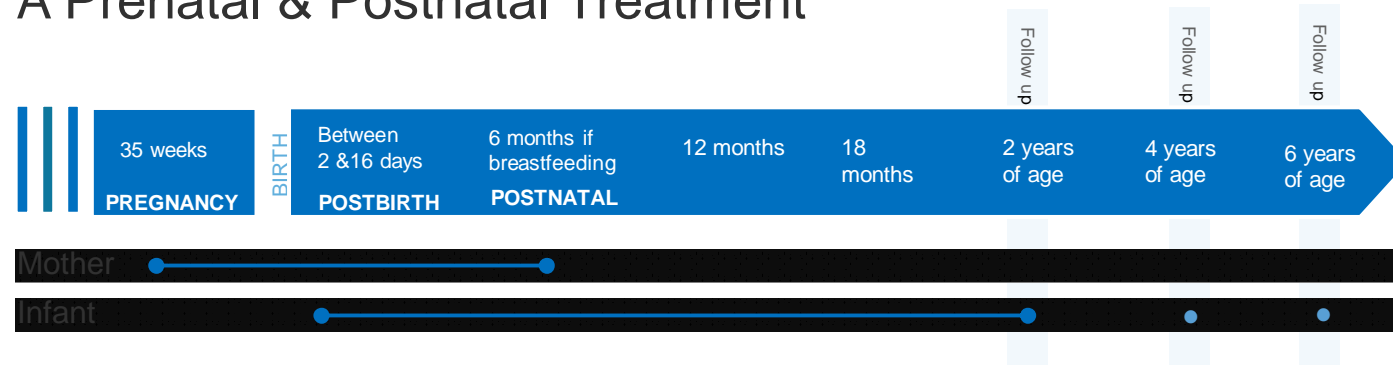 A Prenatal & Postnatal Treatment
Follow up
Follow up
Follow up
35 weeks
PREGNANCY
BIRTH
Between
2 &16 days
POSTBIRTH
6 months if
breastfeeding
POSTNATAL
12 months
18
months
2 years
of age
4 years
of age
6 years
of age
Mother
Infant